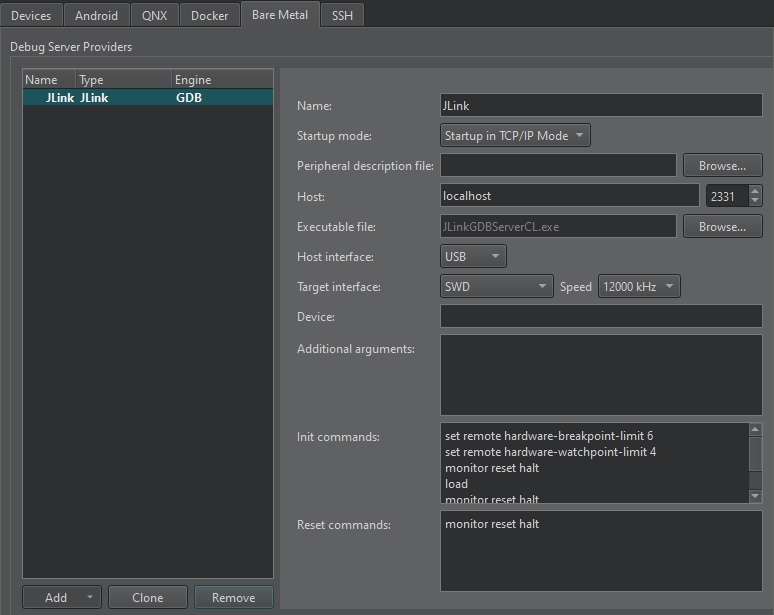 Devices Android QNX Docker Bare Metal SSH
Debug Server Providers
Name Type Engine
JLink JLink GDB
Name: JLink
Startup mode: Startup in TCP/IP Mode
Peripheral description file: Browse...
Host: localhost 2331
Executable file: JLinkGDBServerCL.exe Browse...
Host interface: USB
Target interface: SWD Speed 12000 kHz
Device:
Additional arguments:
Init commands: set remote hardware-breakpoint-limit 6
set remote hardware-watchpoint-limit 4
monitor reset halt
load
monitor reset halt
Reset commands: monitor reset halt
Add Clone Remove